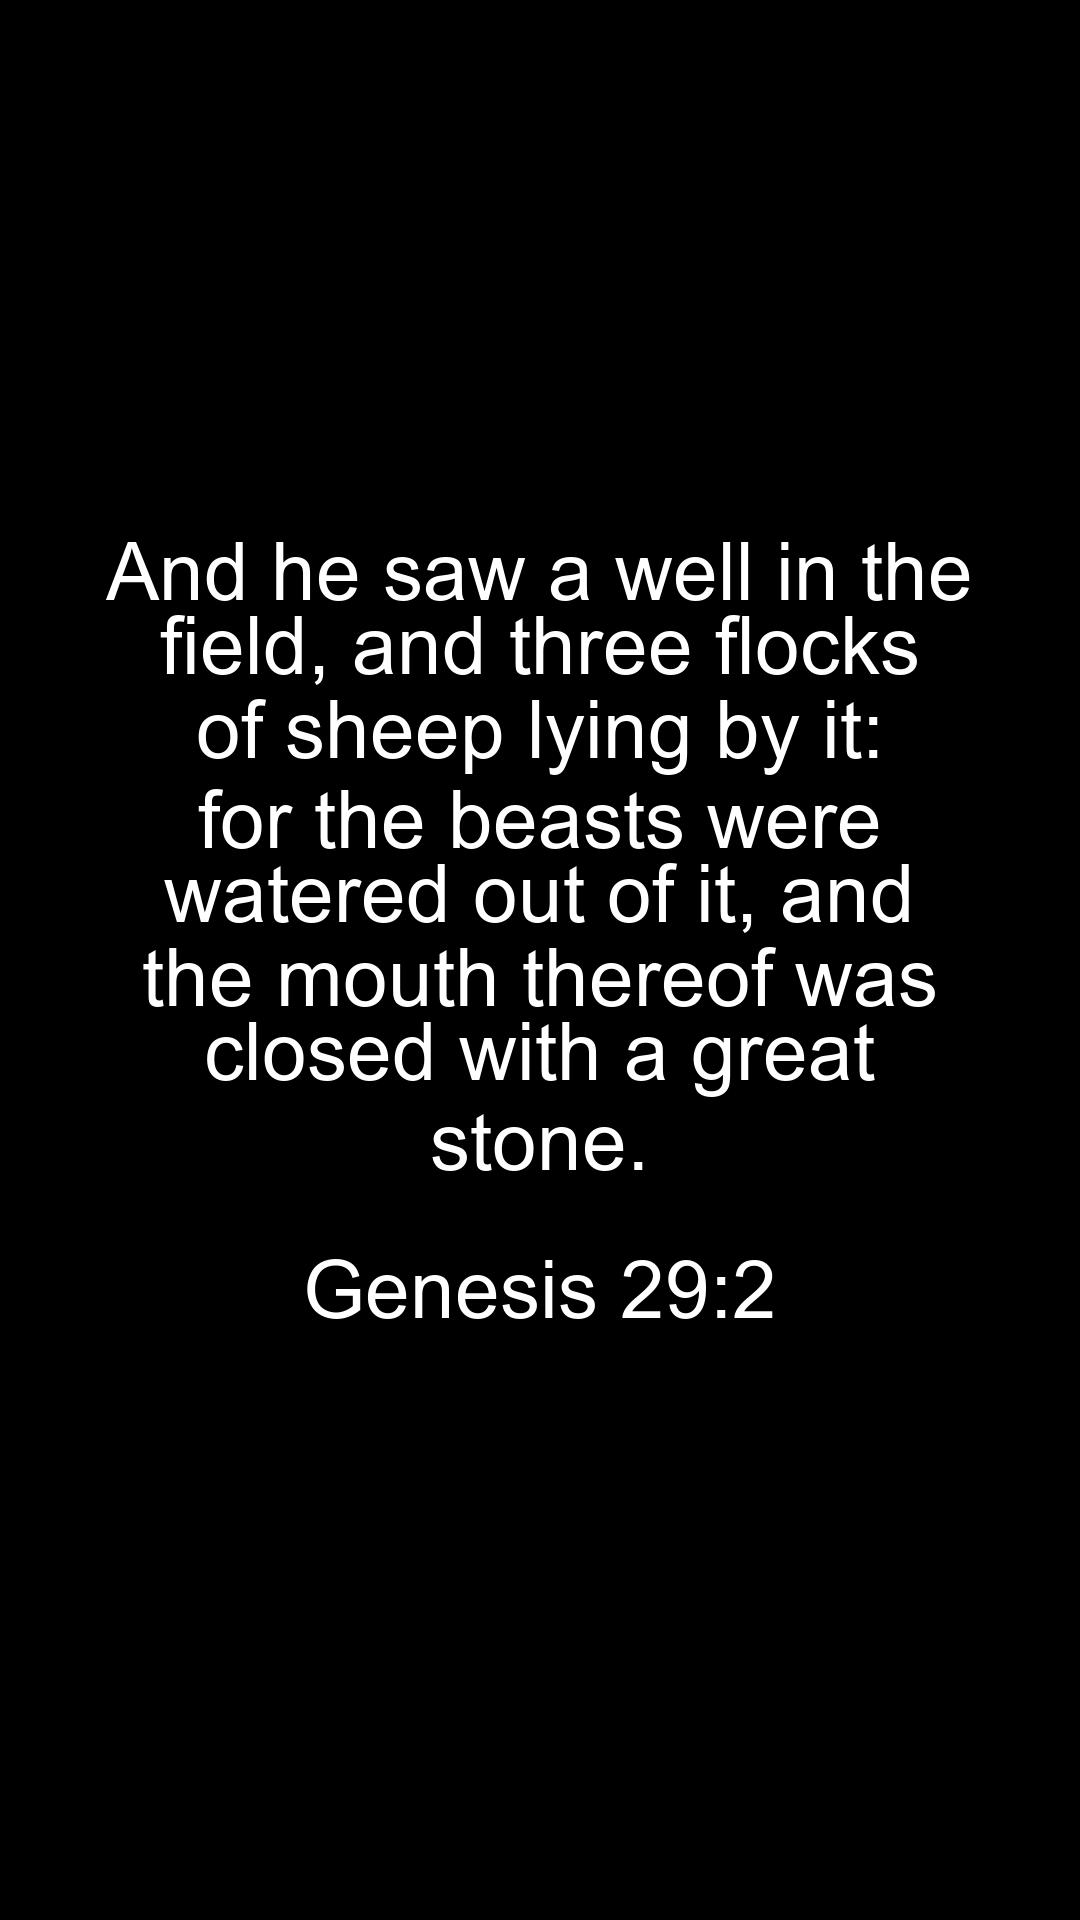 And he saw a well in the
field, and three flocks
of sheep lying by it:
for the beasts were
watered out of it, and
the mouth thereof was
closed with a great
stone.
Genesis 29:2